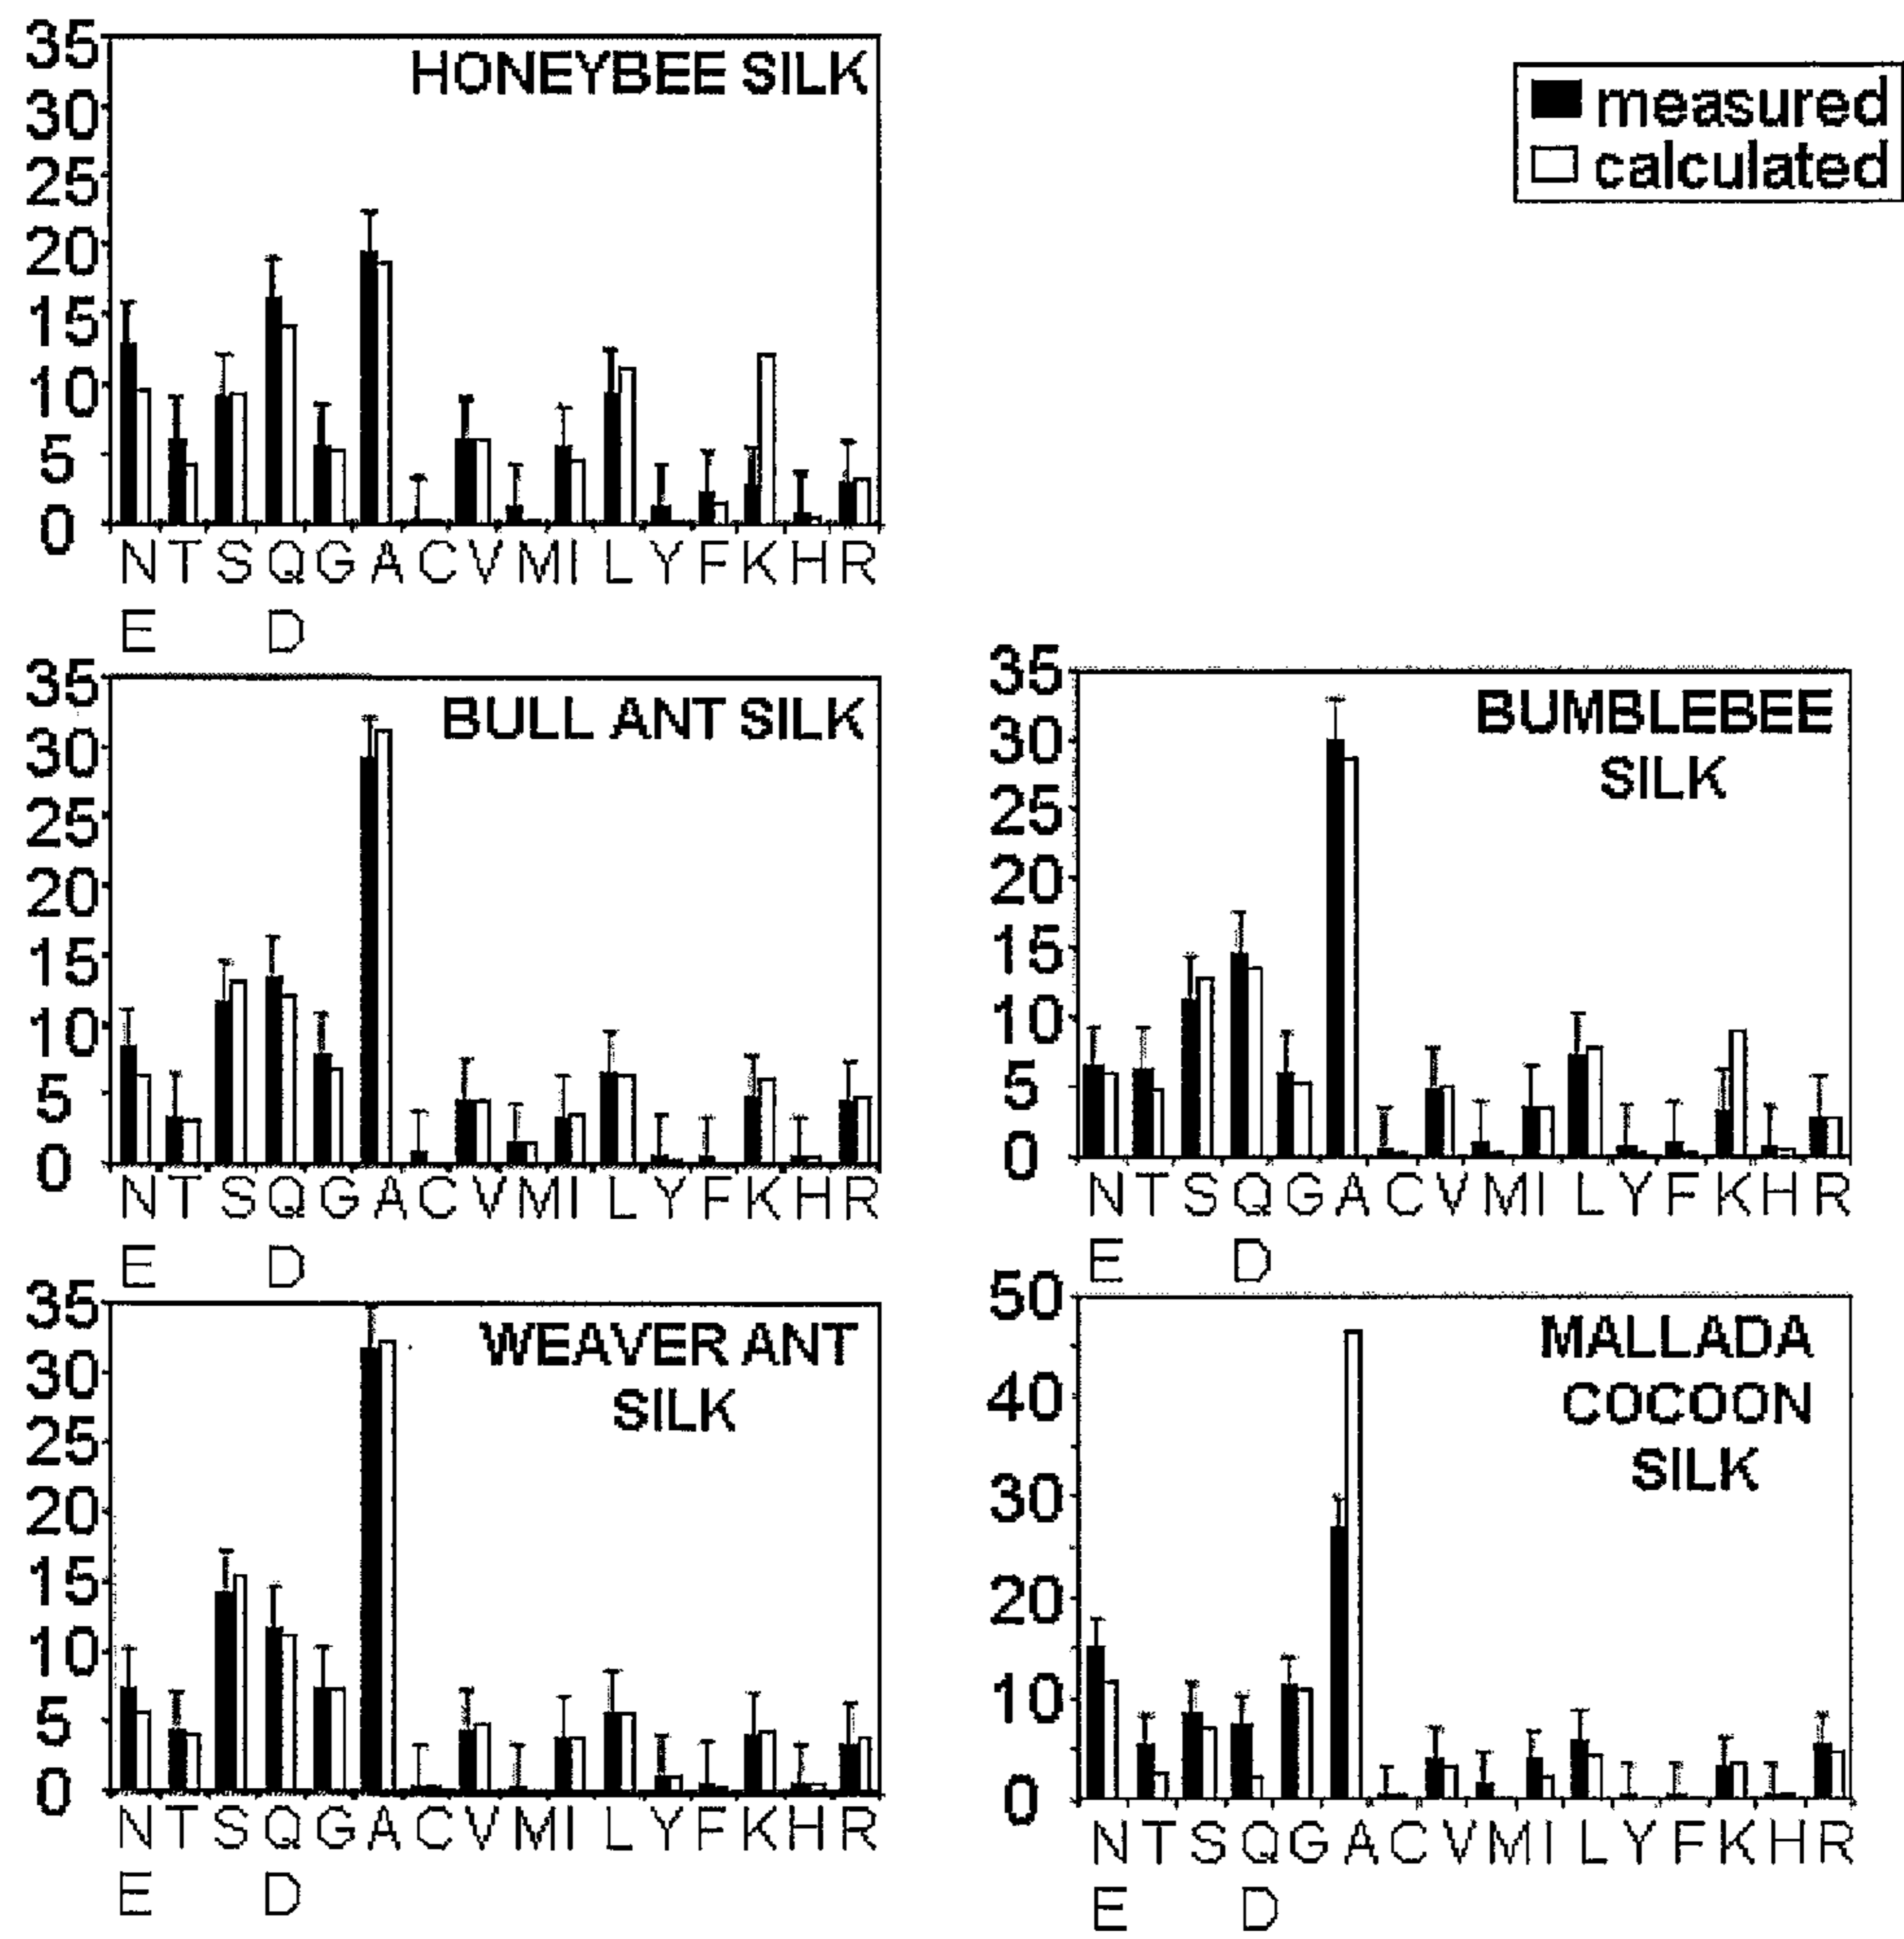 HONEYBEE SILK
35
30
25
20
15
10
5
0
N T S Q G A C V M I L Y F K H R
E D
measured
calculated
BULL ANT SILK
35
30
25
20
15
10
5
0
N T S Q G A C V M I L Y F K H R
E D
BUMBLEBEE
SILK
35
30
25
20
15
10
5
0
N T S Q G A C V M I L Y F K H R
E D
WEAVER ANT
SILK
35
30
25
20
15
10
5
0
N T S Q G A C V M I L Y F K H R
E D
MALLADA
COCOON
SILK
50
40
30
20
10
0
N T S Q G A C V M I L Y F K H R
E D